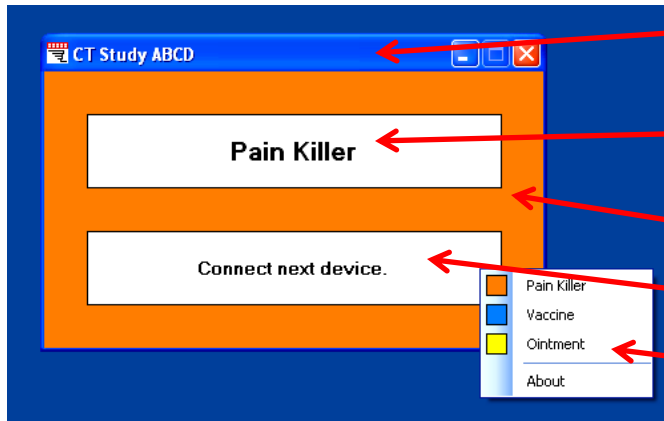 CT Study ABCD
Pain Killer
Connect next device.
Pain Killer
Vaccine
Ointment
About